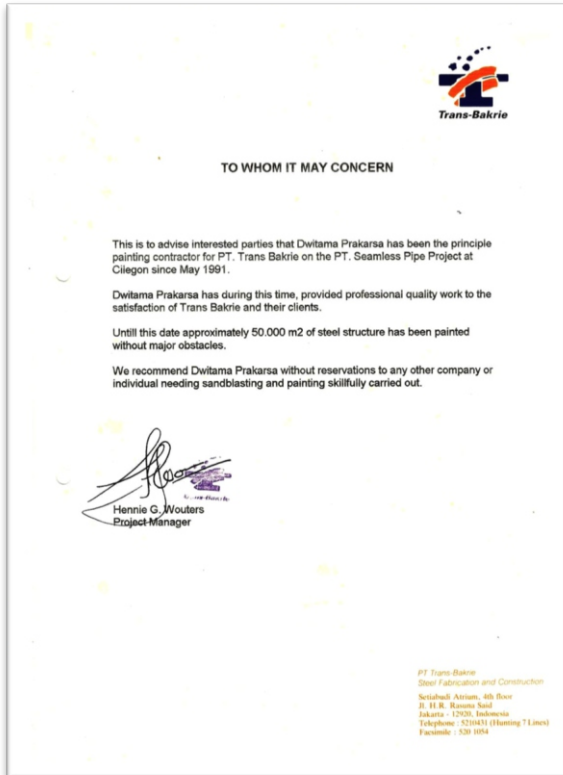 Trans-Bakrie
TO WHOM IT MAY CONCERN
This is to advise interested parties that Dwitama Prakarsa has been the principle
painting contractor for PT. Trans Bakrie on the PT. Seamless Pipe Project at
Cilegon since May 1991.
Dwitama Prakarsa has during this time, provided professional quality work to the
satisfaction of Trans Bakrie and their clients.
Untill this date approximately 50.000 m2 of steel structure has been painted
without major obstacles.
We recommend Dwitama Prakarsa without reservations to any other company or
individual needing sandblasting and painting skillfully carried out.
Hennie G. Wouters
Project Manager
PT Trans-Bakrie
Steel Fabrication and Construction
Setiabudi Atrium, 4th floor
Jl. H.R. Rasuna Said
Jakarta - 12920, Indonesia
Telephone : 5210431 (Hunting 7 Lines)
Facsimile : 520 1054